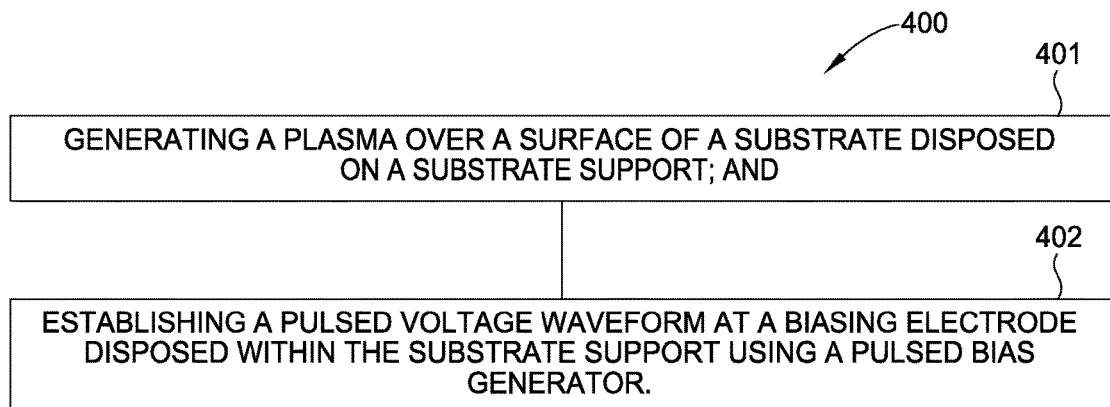 400
401
GENERATING A PLASMA OVER A SURFACE OF A SUBSTRATE DISPOSED
ON A SUBSTRATE SUPPORT; AND
402
ESTABLISHING A PULSED VOLTAGE WAVEFORM AT A BIASING ELECTRODE
DISPOSED WITHIN THE SUBSTRATE SUPPORT USING A PULSED BIAS
GENERATOR.